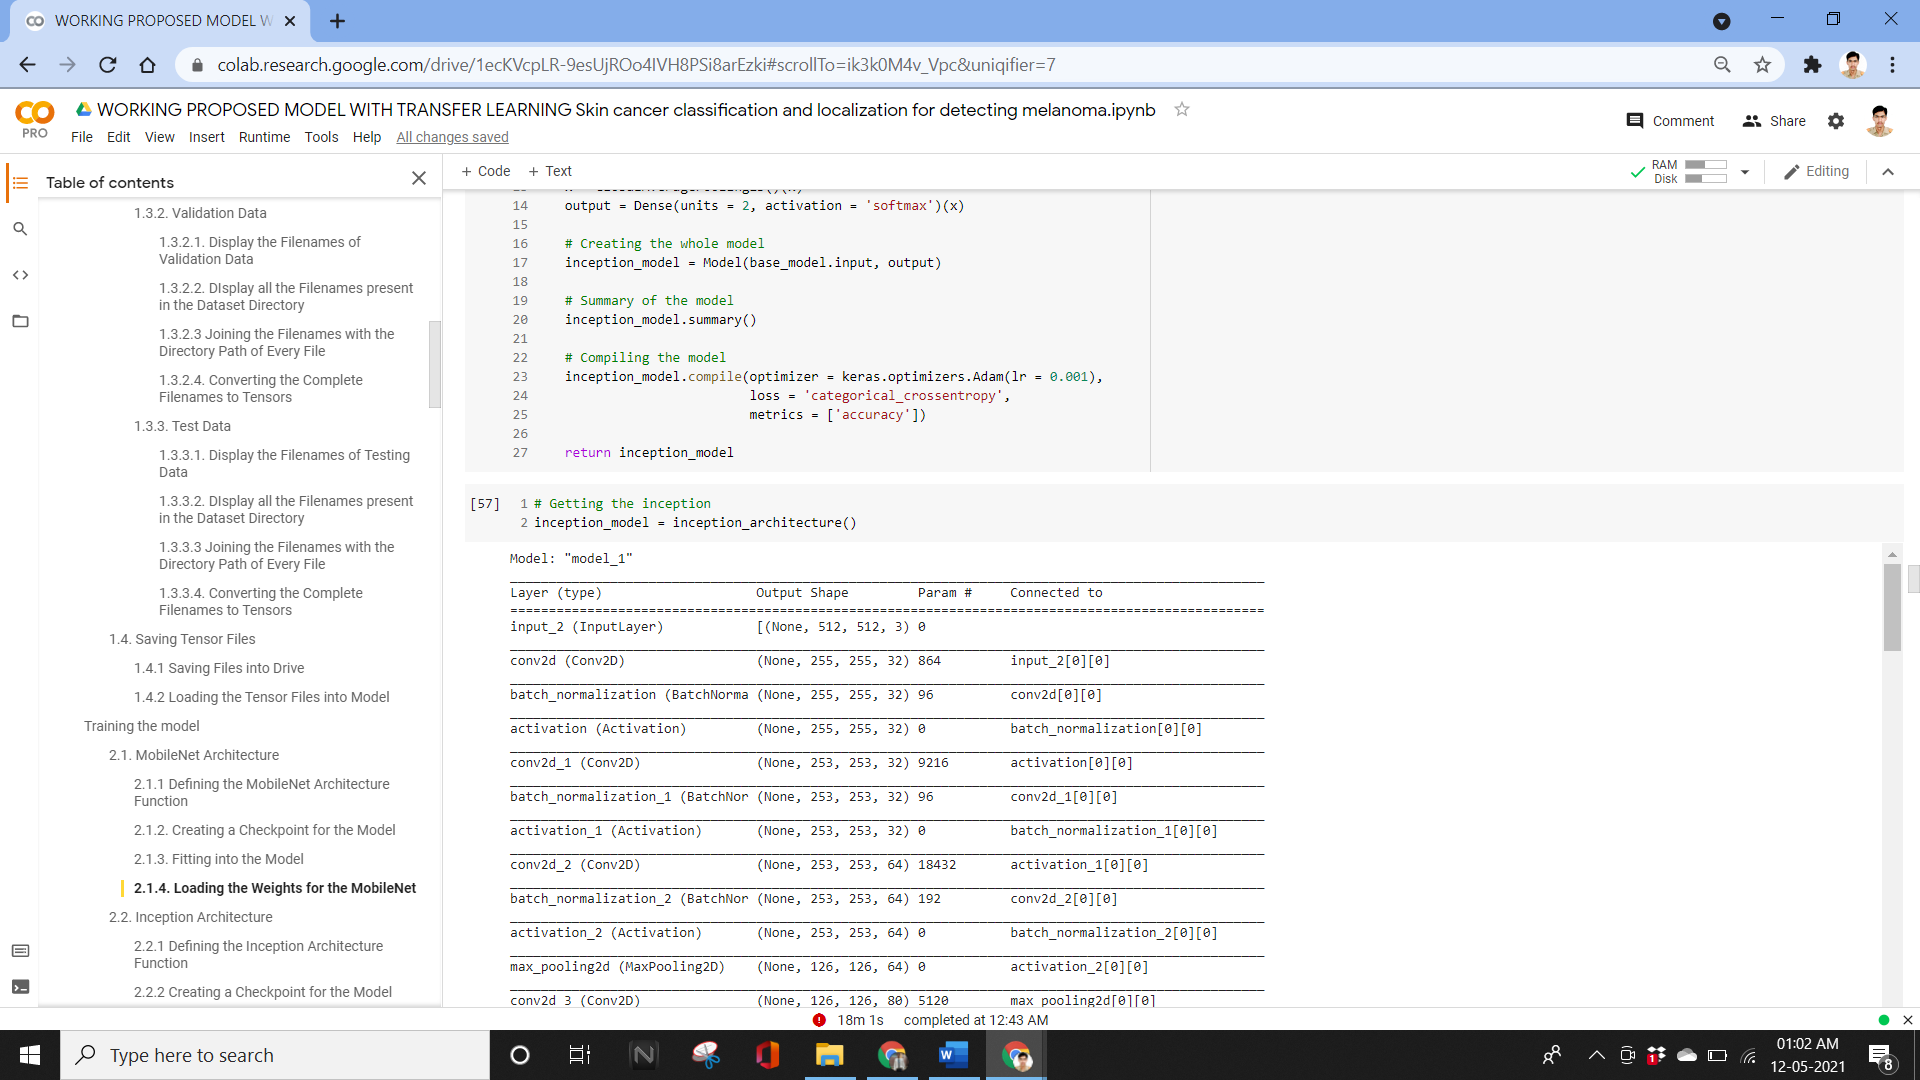 WORKING PROPOSED MODEL W
colab.research.google.com/drive/1ecKVcpLR-9esUjROo4IVH8PSi8arEzki#scrollTo=ik3k0M4v_Vpc&uniqifier=7
PRO
WORKING PROPOSED MODEL WITH TRANSFER LEARNING Skin cancer classification and localization for detecting melanoma.ipynb
File Edit View Insert Runtime Tools Help All changes saved
Comment Share
Table of contents
1.3.2. Validation Data
1.3.2.1. Display the Filenames of
Validation Data
1.3.2.2. DIsplay all the Filenames present
in the Dataset Directory
1.3.2.3 Joining the Filenames with the
Directory Path of Every File
1.3.2.4. Converting the Complete
Filenames to Tensors
1.3.3. Test Data
1.3.3.1. Display the Filenames of Testing
Data
1.3.3.2. DIsplay all the Filenames present
in the Dataset Directory
1.3.3.3 Joining the Filenames with the
Directory Path of Every File
1.3.3.4. Converting the Complete
Filenames to Tensors
1.4. Saving Tensor Files
1.4.1 Saving Files into Drive
1.4.2 Loading the Tensor Files into Model
Training the model
2.1. MobileNet Architecture
2.1.1 Defining the MobileNet Architecture
Function
2.1.2. Creating a Checkpoint for the Model
2.1.3. Fitting into the Model
2.1.4. Loading the Weights for the MobileNet
2.2. Inception Architecture
2.2.1 Defining the Inception Architecture
Function
2.2.2 Creating a Checkpoint for the Model
+ Code + Text
RAM
Disk
Editing
14 output = Dense(units = 2, activation = 'softmax')(x)
15
16 # Creating the whole model
17 inception_model = Model(base_model.input, output)
18
19 # Summary of the model
20 inception_model.summary()
21
22 # Compiling the model
23 inception_model.compile(optimizer = keras.optimizers.Adam(lr = 0.001),
24 loss = 'categorical_crossentropy',
25 metrics = ['accuracy'])
26
27 return inception_model
[57] 1 # Getting the inception
2 inception_model = inception_architecture()
Model: "model_1"
Layer (type) Output Shape Param # Connected to
input_2 (InputLayer) [(None, 512, 512, 3) 0
conv2d (Conv2D) (None, 255, 255, 32) 864 input_2[0][0]
batch_normalization (BatchNorma (None, 255, 255, 32) 96 conv2d[0][0]
activation (Activation) (None, 255, 255, 32) 0 batch_normalization[0][0]
conv2d_1 (Conv2D) (None, 253, 253, 32) 9216 activation[0][0]
batch_normalization_1 (BatchNor (None, 253, 253, 32) 96 conv2d_1[0][0]
activation_1 (Activation) (None, 253, 253, 32) 0 batch_normalization_1[0][0]
conv2d_2 (Conv2D) (None, 253, 253, 64) 18432 activation_1[0][0]
batch_normalization_2 (BatchNor (None, 253, 253, 64) 192 conv2d_2[0][0]
activation_2 (Activation) (None, 253, 253, 64) 0 batch_normalization_2[0][0]
max_pooling2d (MaxPooling2D) (None, 126, 126, 64) 0 activation_2[0][0]
conv2d_3 (Conv2D) (None, 126, 126, 80) 5120 max_pooling2d[0][0]
18m 1s completed at 12:43 AM
Type here to search
01:02 AM
12-05-2021
8